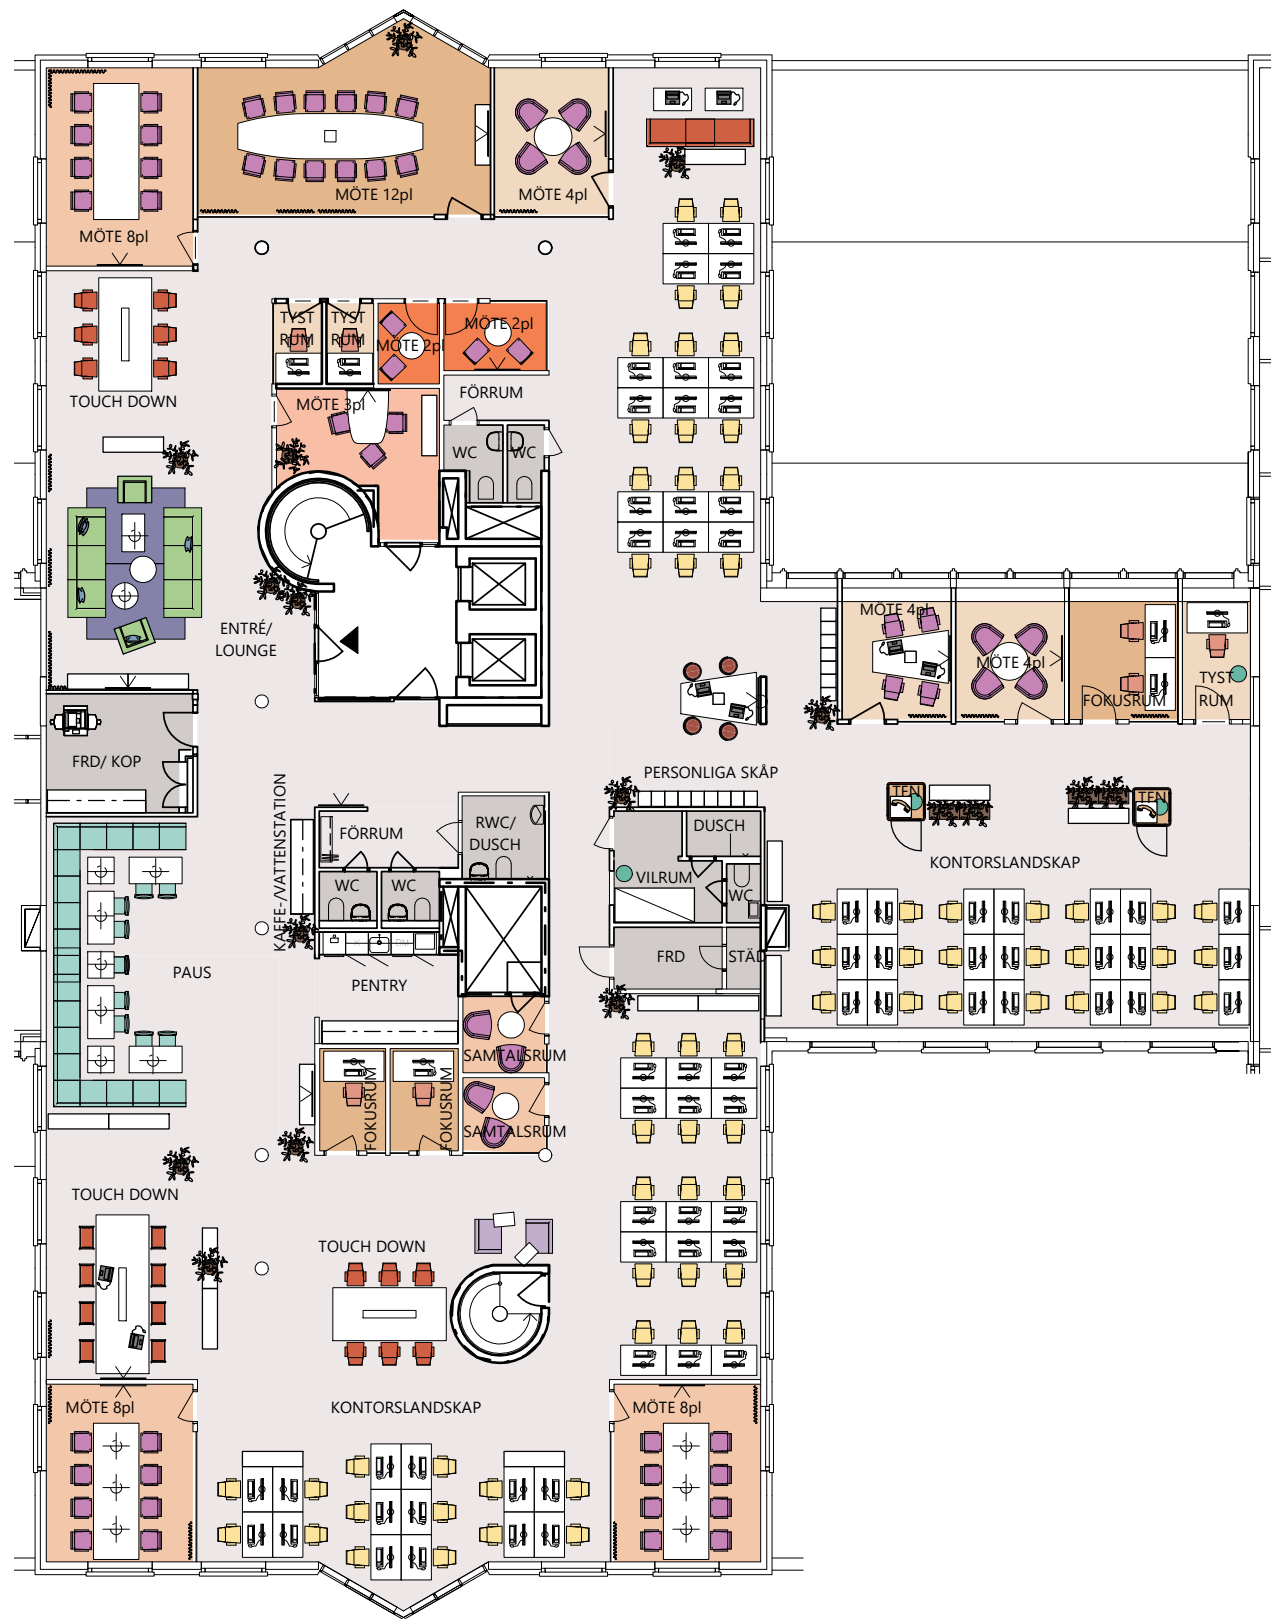 MÖTE 12pl
MÖTE 4pl
MÖTE 8pl
TYST
RUM
TYST
RUM
MÖTE 2pl
MÖTE 2pl
TOUCH DOWN
MÖTE 3pl
FÖRRUM
WC
WC
ENTRÉ/
LOUNGE
MÖTE 4pl
MÖTE 4pl
FOKUSRUM
TYST
RUM
FRD/ KOP
PERSONLIGA SKÅP
KAFFE-/VATTENSTATION
FÖRRUM
RWC/
DUSCH
DUSCH
TFN
TFN
KONTORSLANDSKAP
WC
WC
VILRUM
WC
PAUS
PENTRY
FRD
STÄD
SAMTALSRUM
FOKUSRUM
FOKUSRUM
SAMTALSRUM
TOUCH DOWN
TOUCH DOWN
MÖTE 8pl
KONTORSLANDSKAP
MÖTE 8pl